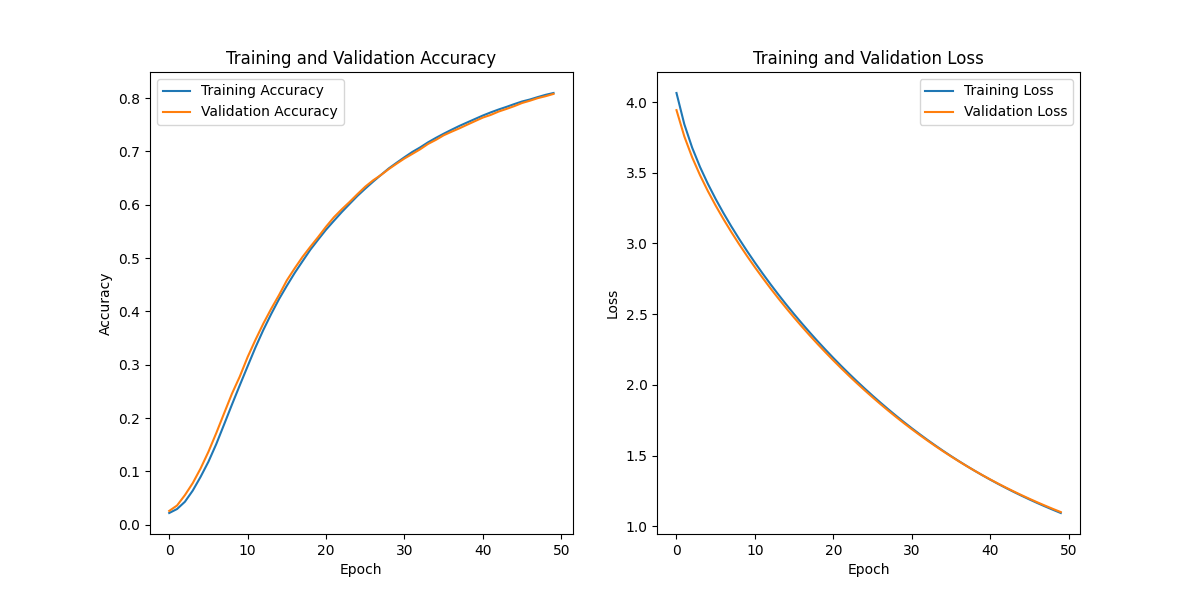 Training and Validation Accuracy
Training Accuracy
Validation Accuracy
0.8
0.7
0.6
0.5
0.4
0.3
0.2
0.1
0.0
Accuracy
0 10 20 30 40 50
Epoch
Training and Validation Loss
Training Loss
Validation Loss
4.0
3.5
3.0
2.5
2.0
1.5
1.0
Loss
0 10 20 30 40 50
Epoch